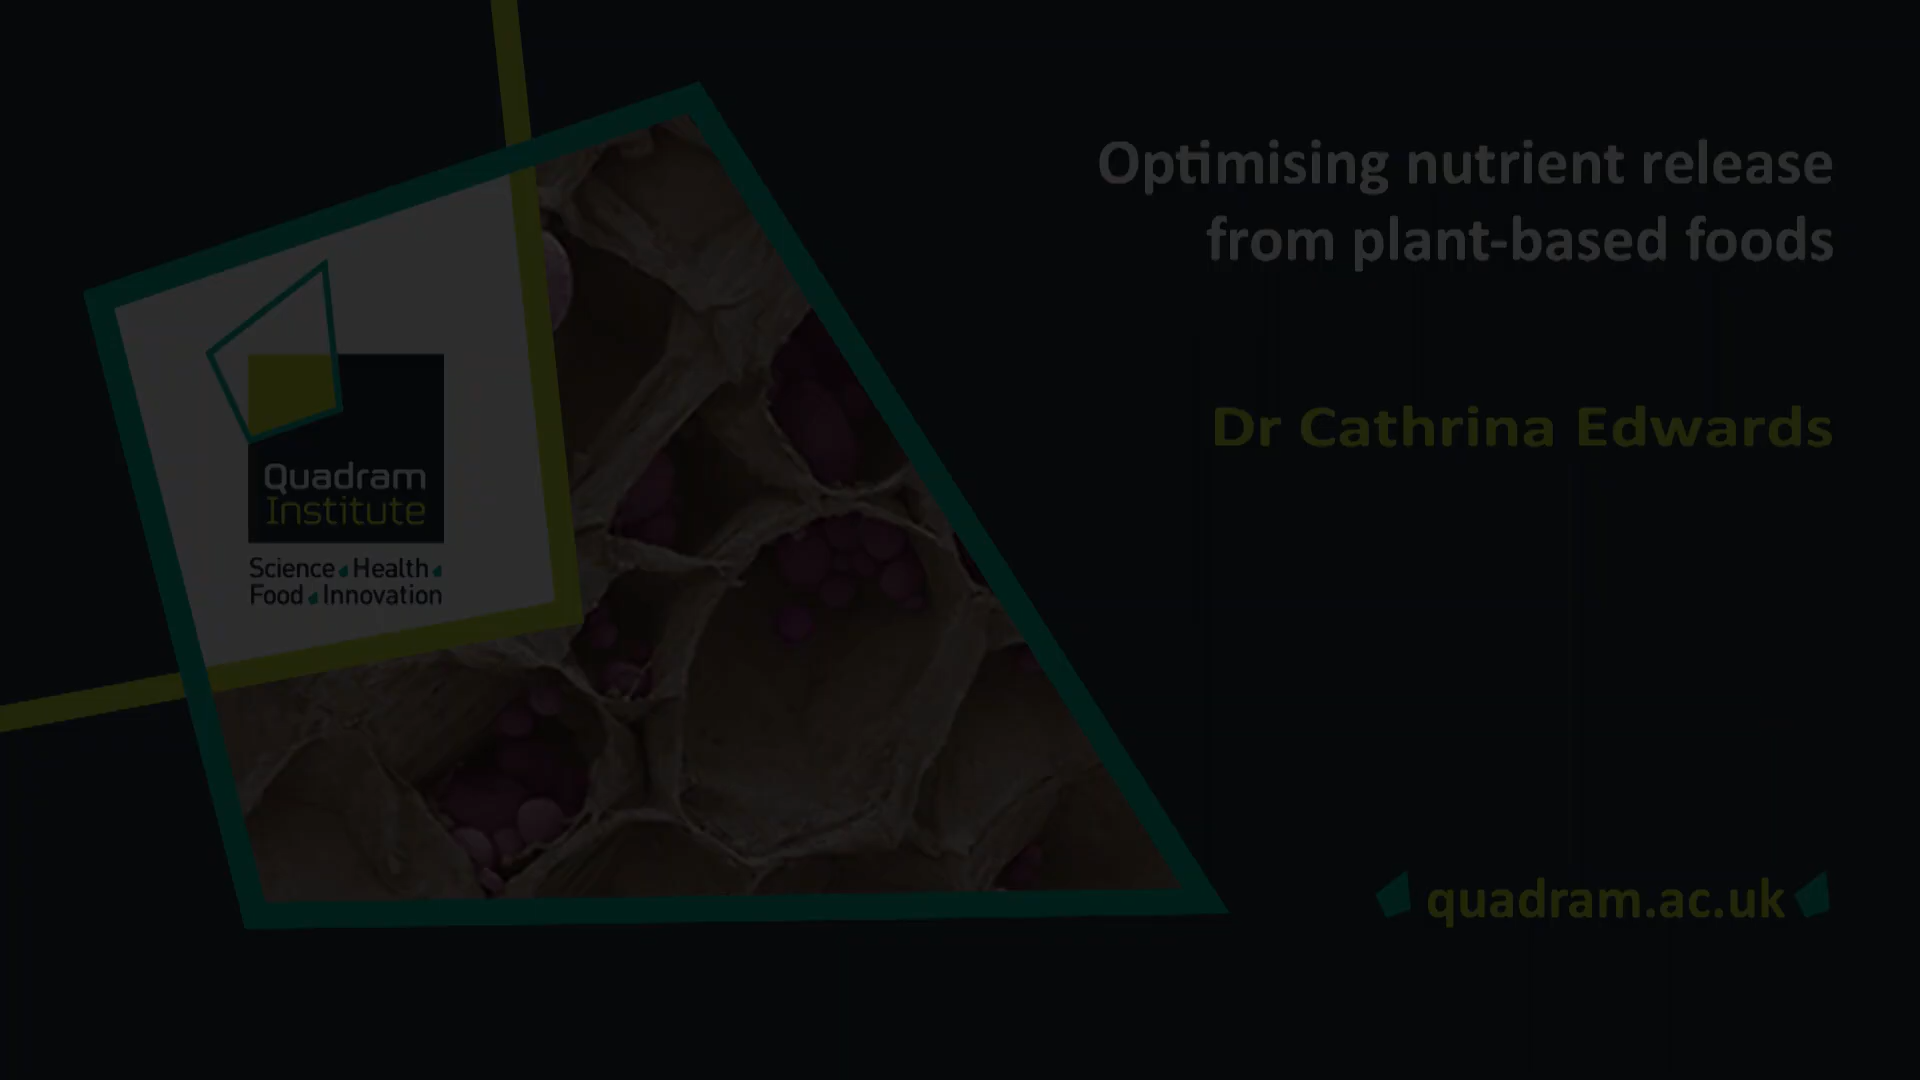 Optimising nutrient release
from plant-based foods
Dr Cathrina Edwards
Quadram
Institute
Science Health
Food Innovation
quadram.ac.uk